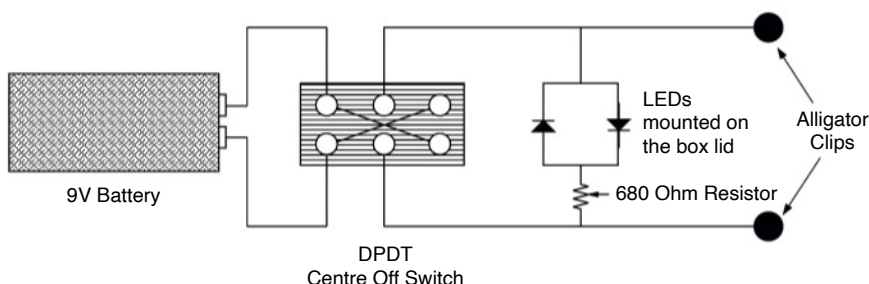 9V Battery
DPDT
Centre Off Switch
LEDs
mounted on
the box lid
680 Ohm Resistor
Alligator
Clips